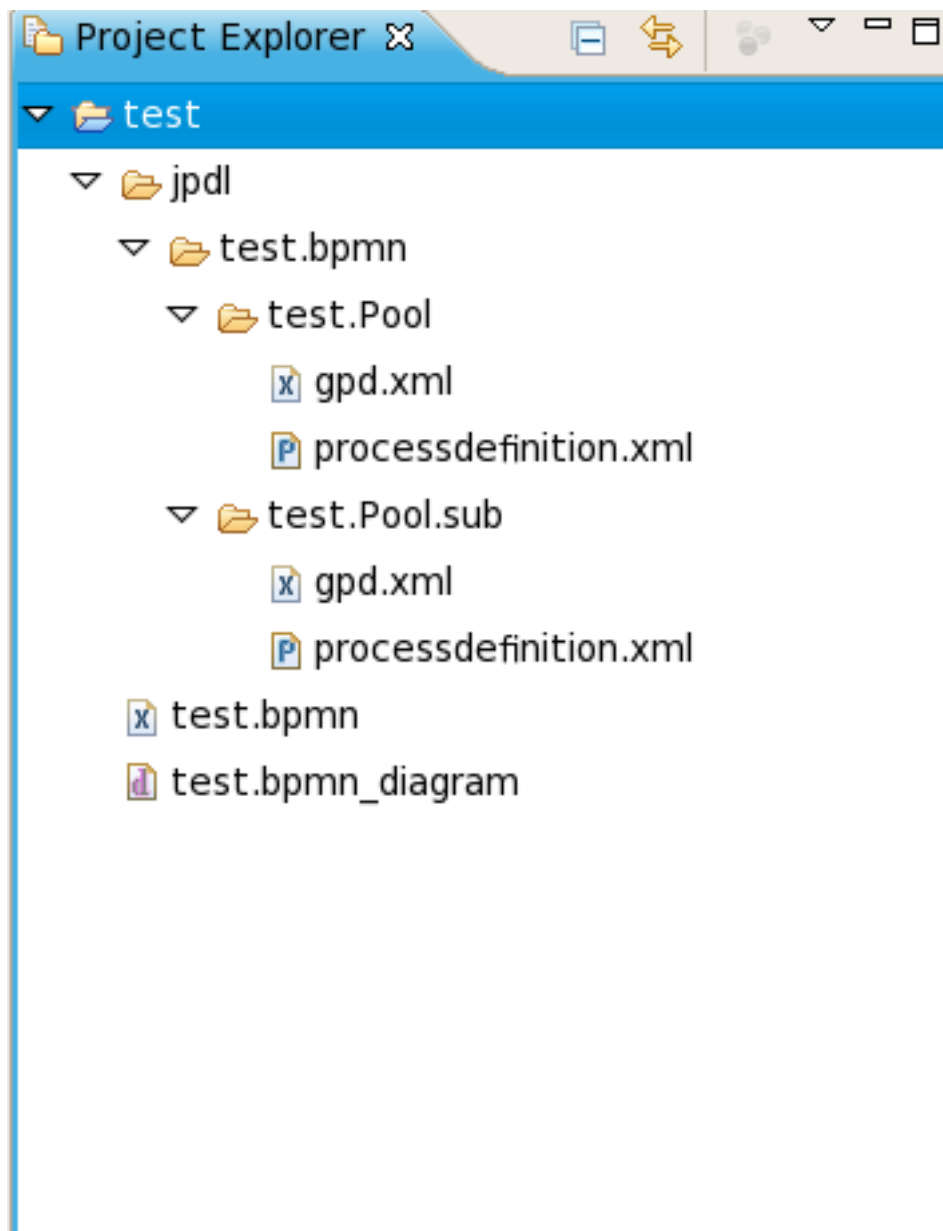 Project Explorer
test
jpdl
test.bpmn
test.Pool
gpd.xml
processdefinition.xml
test.Pool.sub
gpd.xml
processdefinition.xml
test.bpmn
test.bpmn_diagram